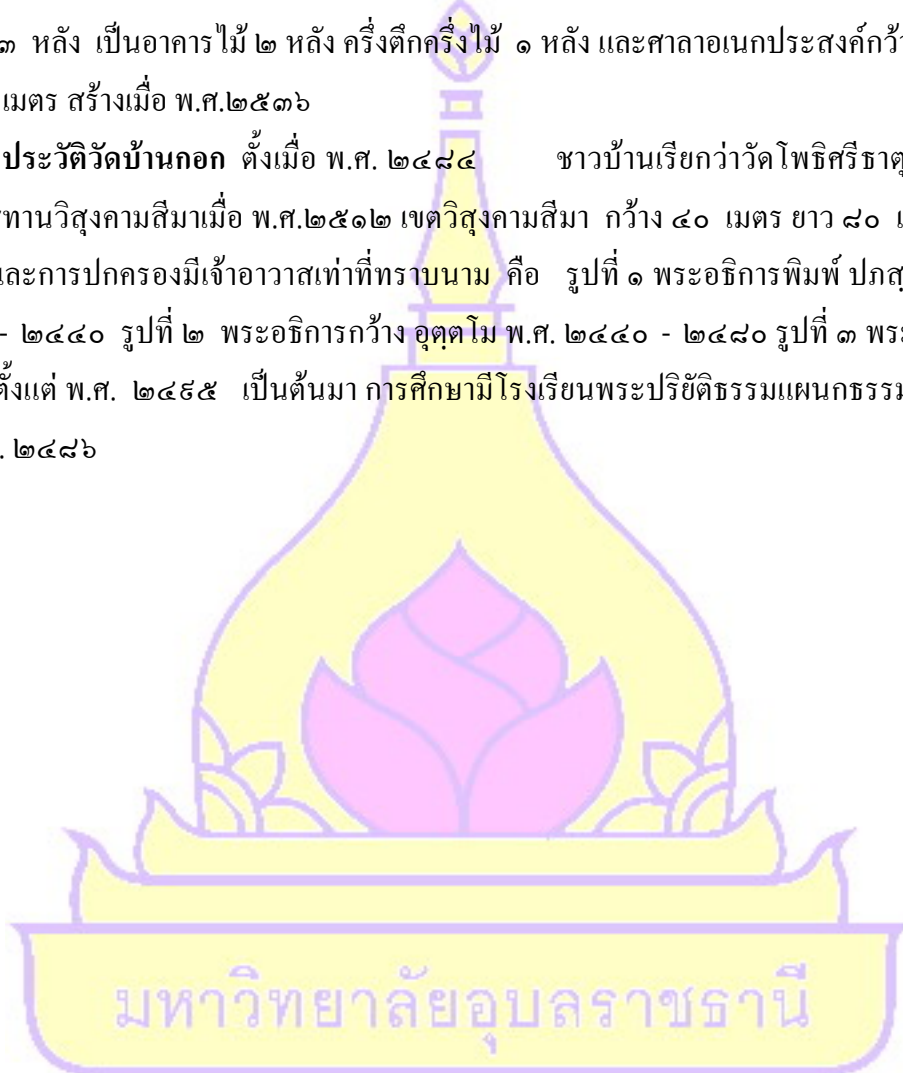 ๓ หลัง เป็นอาคารไม้ ๒ หลัง ครึ่งตึกครึ่งไม้ ๑ หลัง และศาลาอเนกประสงค์กว้า
เมตร สร้างเมื่อ พ.ศ.๒๕๓๖
ประวัติวัดบ้านกอก ตั้งเมื่อ พ.ศ. ๒๔๘๔ ชาวบ้านเรียกว่าวัดโพธิศรีธาตุ
ทานวิสุงคามสีมาเมื่อ พ.ศ.๒๕๑๒ เขตวิสุงคามสีมา กว้าง ๔๐ เมตร ยาว ๘๐
และการปกครองมีเจ้าอาวาสเท่าที่ทราบนาม คือ รูปที่ ๑ พระอธิการพิมพ์ ปภสฺ
- ๒๔๔๐ รูปที่ ๒ พระอธิการกว้าง อุตฺตโม พ.ศ. ๒๔๔๐ - ๒๔๘๐ รูปที่ ๓ พระ
ตั้งแต่ พ.ศ. ๒๔๙๕ เป็นต้นมา การศึกษามีโรงเรียนพระปริยัติธรรมแผนกธรรม
. ๒๔๘๖
มหาวิทยาลัยอุบลราชธานี